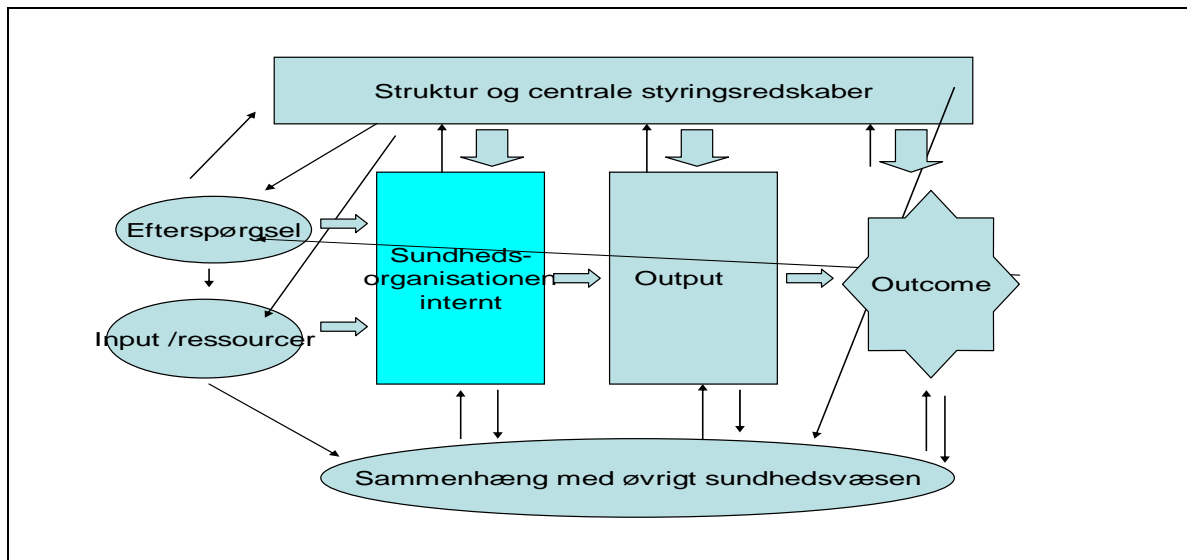 Struktur og centrale styringsredskaber
Efterspørgsel
Sundheds-
organisationen
internt
Output
Outcome
Input /ressourcer
Sammenhæng med øvrigt sundhedsvæsen